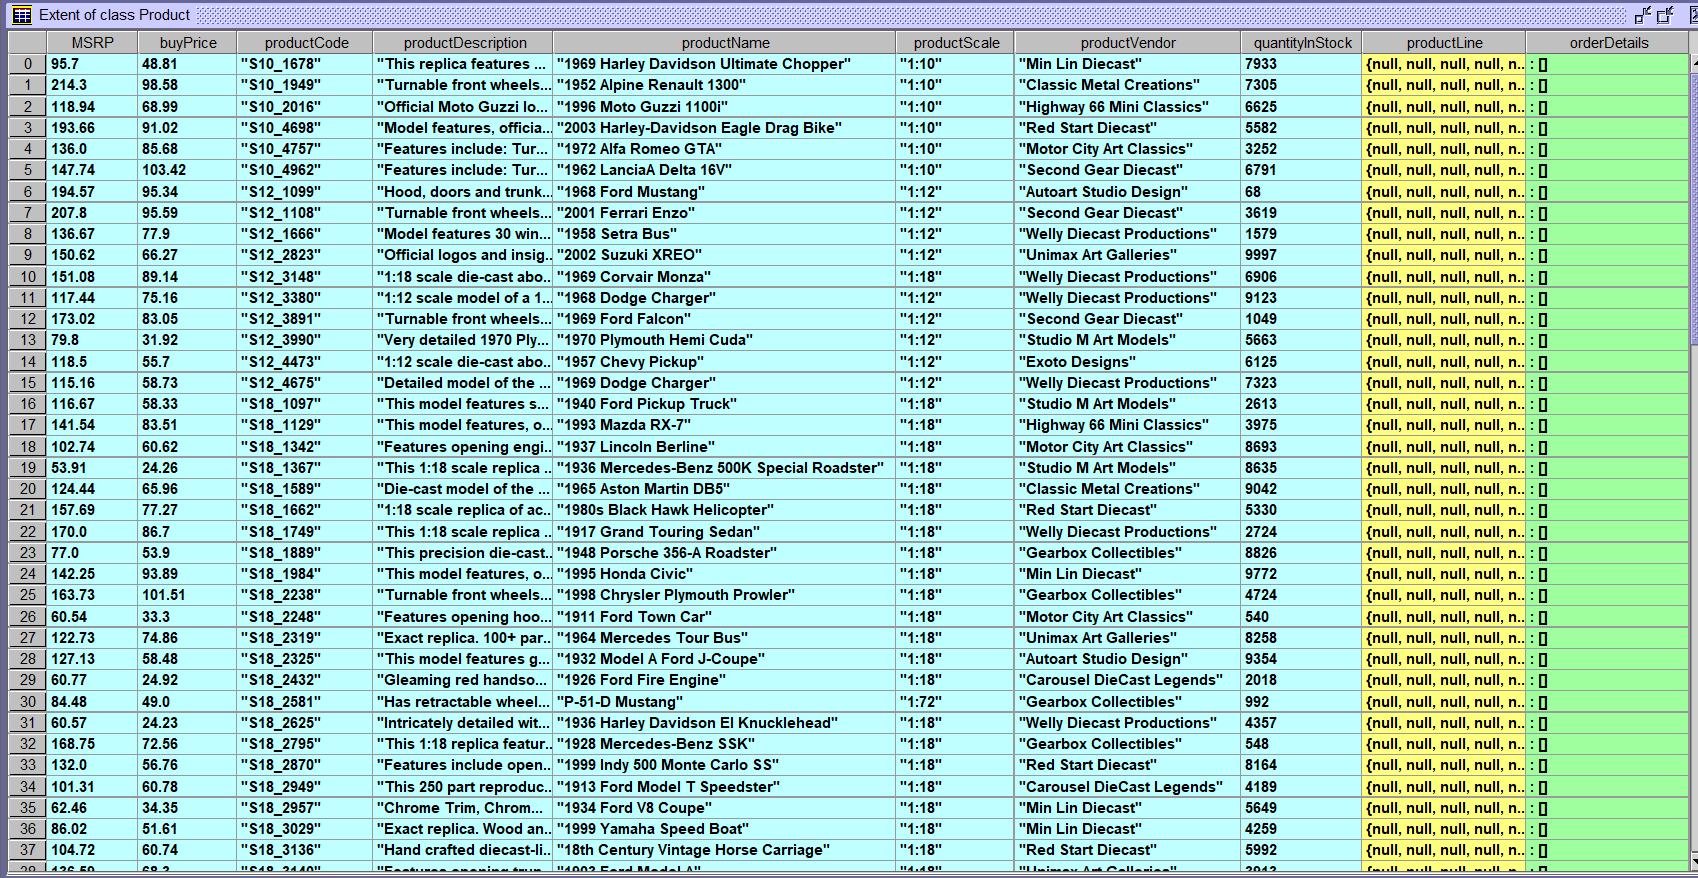 Extent of class Product
MSRP buyPrice productCode productDescription productName productScale productVendor quantityInStock productLine orderDetails
0 95.7 48.81 "S10_1678" "This replica features ... "1969 Harley Davidson Ultimate Chopper" "1:10" "Min Lin Diecast" 7933 {null, null, null, null, n... : []
1 214.3 98.58 "S10_1949" "Turnable front wheels... "1952 Alpine Renault 1300" "1:10" "Classic Metal Creations" 7305 {null, null, null, null, n... : []
2 118.94 68.99 "S10_2016" "Official Moto Guzzi lo... "1996 Moto Guzzi 1100i" "1:10" "Highway 66 Mini Classics" 6625 {null, null, null, null, n... : []
3 193.66 91.02 "S10_4698" "Model features, officia... "2003 Harley-Davidson Eagle Drag Bike" "1:10" "Red Start Diecast" 5582 {null, null, null, null, n... : []
4 136.0 85.68 "S10_4757" "Features include: Tur... "1972 Alfa Romeo GTA" "1:10" "Motor City Art Classics" 3252 {null, null, null, null, n... : []
5 147.74 103.42 "S10_4962" "Features include: Tur... "1962 LanciaA Delta 16V" "1:10" "Second Gear Diecast" 6791 {null, null, null, null, n... : []
6 194.57 95.34 "S12_1099" "Hood, doors and trunk... "1968 Ford Mustang" "1:12" "Autoart Studio Design" 68 {null, null, null, null, n... : []
7 207.8 95.59 "S12_1108" "Turnable front wheels... "2001 Ferrari Enzo" "1:12" "Second Gear Diecast" 3619 {null, null, null, null, n... : []
8 136.67 77.9 "S12_1666" "Model features 30 win... "1958 Setra Bus" "1:12" "Welly Diecast Productions" 1579 {null, null, null, null, n... : []
9 150.62 66.27 "S12_2823" "Official logos and insig... "2002 Suzuki XREO" "1:12" "Unimax Art Galleries" 9997 {null, null, null, null, n... : []
10 151.08 89.14 "S12_3148" "1:18 scale die-cast abo... "1969 Corvair Monza" "1:18" "Welly Diecast Productions" 6906 {null, null, null, null, n... : []
11 117.44 75.16 "S12_3380" "1:12 scale model of a 1... "1968 Dodge Charger" "1:12" "Welly Diecast Productions" 9123 {null, null, null, null, n... : []
12 173.02 83.05 "S12_3891" "Turnable front wheels... "1969 Ford Falcon" "1:12" "Second Gear Diecast" 1049 {null, null, null, null, n... : []
13 79.8 31.92 "S12_3990" "Very detailed 1970 Ply... "1970 Plymouth Hemi Cuda" "1:12" "Studio M Art Models" 5663 {null, null, null, null, n... : []
14 118.5 55.7 "S12_4473" "1:12 scale die-cast abo... "1957 Chevy Pickup" "1:12" "Exoto Designs" 6125 {null, null, null, null, n... : []
15 115.16 58.73 "S12_4675" "Detailed model of the ... "1969 Dodge Charger" "1:12" "Welly Diecast Productions" 7323 {null, null, null, null, n... : []
16 116.67 58.33 "S18_1097" "This model features s... "1940 Ford Pickup Truck" "1:18" "Studio M Art Models" 2613 {null, null, null, null, n... : []
17 141.54 83.51 "S18_1129" "This model features, o... "1993 Mazda RX-7" "1:18" "Highway 66 Mini Classics" 3975 {null, null, null, null, n... : []
18 102.74 60.62 "S18_1342" "Features opening engi... "1937 Lincoln Berline" "1:18" "Motor City Art Classics" 8693 {null, null, null, null, n... : []
19 53.91 24.26 "S18_1367" "This 1:18 scale replica ... "1936 Mercedes-Benz 500K Special Roadster" "1:18" "Studio M Art Models" 8635 {null, null, null, null, n... : []
20 124.44 65.96 "S18_1589" "Die-cast model of the ... "1965 Aston Martin DB5" "1:18" "Classic Metal Creations" 9042 {null, null, null, null, n... : []
21 157.69 77.27 "S18_1662" "1:18 scale replica of ac... "1980s Black Hawk Helicopter" "1:18" "Red Start Diecast" 5330 {null, null, null, null, n... : []
22 170.0 86.7 "S18_1749" "This 1:18 scale replica ... "1917 Grand Touring Sedan" "1:18" "Welly Diecast Productions" 2724 {null, null, null, null, n... : []
23 77.0 53.9 "S18_1889" "This precision die-cast... "1948 Porsche 356-A Roadster" "1:18" "Gearbox Collectibles" 8826 {null, null, null, null, n... : []
24 142.25 93.89 "S18_1984" "This model features, o... "1995 Honda Civic" "1:18" "Min Lin Diecast" 9772 {null, null, null, null, n... : []
25 163.73 101.51 "S18_2238" "Turnable front wheels... "1998 Chrysler Plymouth Prowler" "1:18" "Gearbox Collectibles" 4724 {null, null, null, null, n... : []
26 60.54 33.3 "S18_2248" "Features opening hoo... "1911 Ford Town Car" "1:18" "Motor City Art Classics" 540 {null, null, null, null, n... : []
27 122.73 74.86 "S18_2319" "Exact replica. 100+ par... "1964 Mercedes Tour Bus" "1:18" "Unimax Art Galleries" 8258 {null, null, null, null, n... : []
28 127.13 58.48 "S18_2325" "This model features g... "1932 Model A Ford J-Coupe" "1:18" "Autoart Studio Design" 9354 {null, null, null, null, n... : []
29 60.77 24.92 "S18_2432" "Gleaming red handso... "1926 Ford Fire Engine" "1:18" "Carousel DieCast Legends" 2018 {null, null, null, null, n... : []
30 84.48 49.0 "S18_2581" "Has retractable wheel... "P-51-D Mustang" "1:72" "Gearbox Collectibles" 992 {null, null, null, null, n... : []
31 60.57 24.23 "S18_2625" "Intricately detailed wit... "1936 Harley Davidson El Knucklehead" "1:18" "Welly Diecast Productions" 4357 {null, null, null, null, n... : []
32 168.75 72.56 "S18_2795" "This 1:18 replica featur... "1928 Mercedes-Benz SSK" "1:18" "Gearbox Collectibles" 548 {null, null, null, null, n... : []
33 132.0 56.76 "S18_2870" "Features include open... "1999 Indy 500 Monte Carlo SS" "1:18" "Red Start Diecast" 8164 {null, null, null, null, n... : []
34 101.31 60.78 "S18_2949" "This 250 part reproduc... "1913 Ford Model T Speedster" "1:18" "Carousel DieCast Legends" 4189 {null, null, null, null, n... : []
35 62.46 34.35 "S18_2957" "Chrome Trim, Chrom... "1934 Ford V8 Coupe" "1:18" "Min Lin Diecast" 5649 {null, null, null, null, n... : []
36 86.02 51.61 "S18_3029" "Exact replica. Wood an... "1999 Yamaha Speed Boat" "1:18" "Min Lin Diecast" 4259 {null, null, null, null, n... : []
37 104.72 60.74 "S18_3136" "Hand crafted diecast-li... "18th Century Vintage Horse Carriage" "1:18" "Red Start Diecast" 5992 {null, null, null, null, n... : []
38 136.59 68.3 "S18_3140" "Features opening trun... "1903 Ford Model A" "1:18" "Unimax Art Galleries" 3913 {null, null, null, null, n... : []